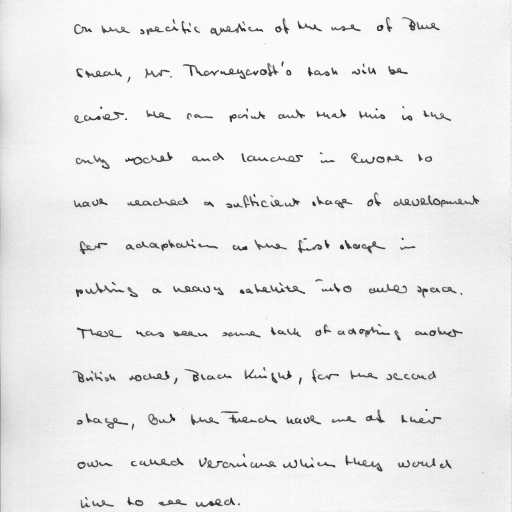 On the specific question of the use of Blue
Streak, Mr. Thorneycroft's task will be
easier. He can point out that this is the
only rocket and launcher in Europe to
have reached a sufficient stage of development
for adaptation as the first stage in
putting a heavy satellite into outer space.
There has been some talk of adopting another
British rocket, Black Knight, for the second
stage, but the French have one of their
own called Veronique which they would
like to see used.